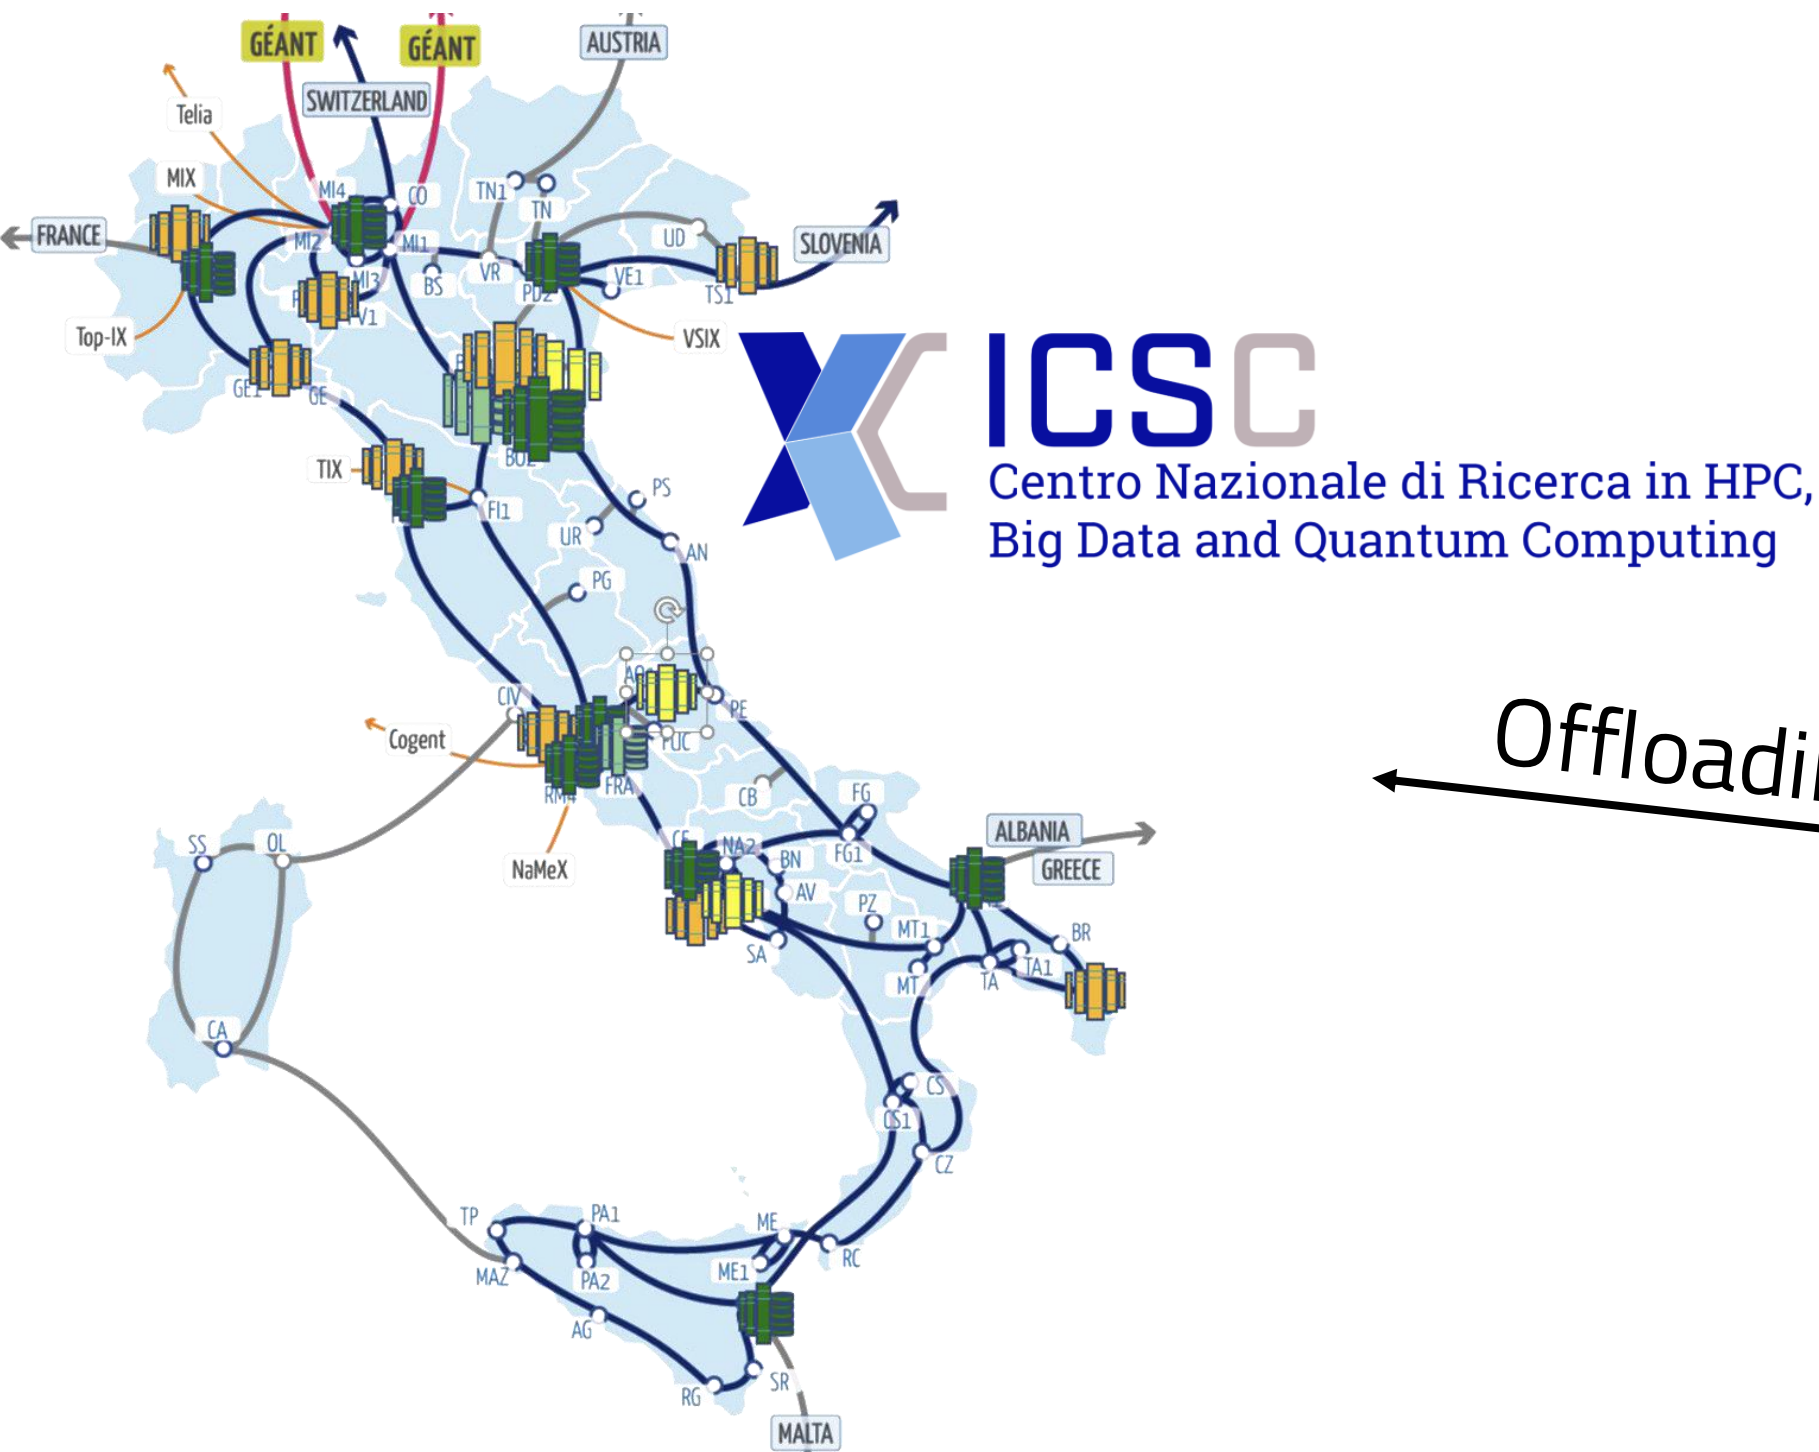 GÉANT
GÉANT
AUSTRIA
SWITZERLAND
Telia
MIX
MI4
CO
TN1
TN
FRANCE
MI2
MI1
UD
SLOVENIA
MI3
BS
VR
PD2
VE1
TS1
V1
Top-IX
VSIX
GE1
GE
ICSC
Centro Nazionale di Ricerca in HPC,
Big Data and Quantum Computing
BO2
TIX
PS
FI1
UR
AN
PG
CIV
PE
Cogent
FUC
FRA
RM4
CB
FG
Offloadi
ALBANIA
GREECE
SS
OL
NaMeX
CE
NA2
BN
FG1
AV
PZ
MT1
BR
SA
MT
TA
TA1
CA
CS
CS1
CZ
TP
PA1
ME
MAZ
PA2
ME1
RC
AG
RG
SR
MALTA